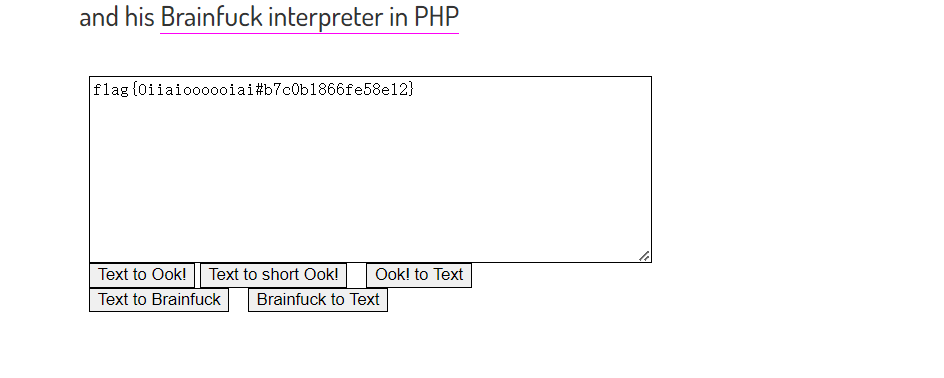 and his Brainfuck interpreter in PHP
flag{0iiaioooooiai#b7c0b1866fe58e12}
Text to Ook! Text to short Ook! Ook! to Text
Text to Brainfuck Brainfuck to Text